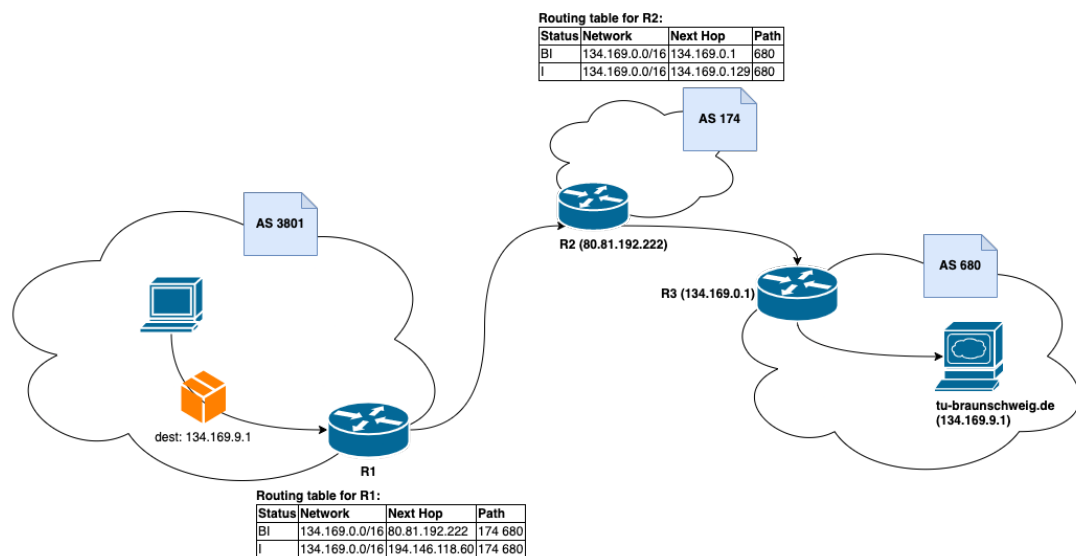 Routing table for R2:
Status Network Next Hop Path
BI 134.169.0.0/16 134.169.0.1 680
I 134.169.0.0/16 134.169.0.129 680
AS 174
AS 3801
R2 (80.81.192.222)
AS 680
R3 (134.169.0.1)
dest: 134.169.9.1
tu-braunschweig.de
(134.169.9.1)
R1
Routing table for R1:
Status Network Next Hop Path
BI 134.169.0.0/16 80.81.192.222 174 680
I 134.169.0.0/16 194.146.118.60 174 680